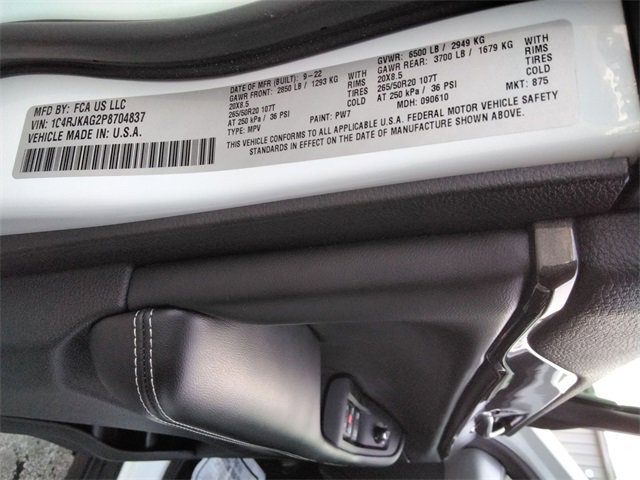 MFD BY: FCA US LLC
VIN: 1C4RJKAG2P8704837
VEHICLE MADE IN: U.S.A.
DATE OF MFR (BUILT): 9-22
GAWR FRONT: 2850 LB / 1293 KG WITH
20X8.5 RIMS
265/50R20 107T TIRES
AT 250 kPa / 36 PSI COLD
TYPE: MPV PAINT: PW7
GVWR: 6500 LB / 2949 KG
GAWR REAR: 3700 LB / 1679 KG WITH
20X8.5 RIMS
265/50R20 107T TIRES
AT 250 kPa / 36 PSI COLD
MDH: 090610 MKT: 875
THIS VEHICLE CONFORMS TO ALL APPLICABLE U.S.A. FEDERAL MOTOR VEHICLE SAFETY
STANDARDS IN EFFECT ON THE DATE OF MANUFACTURE SHOWN ABOVE.